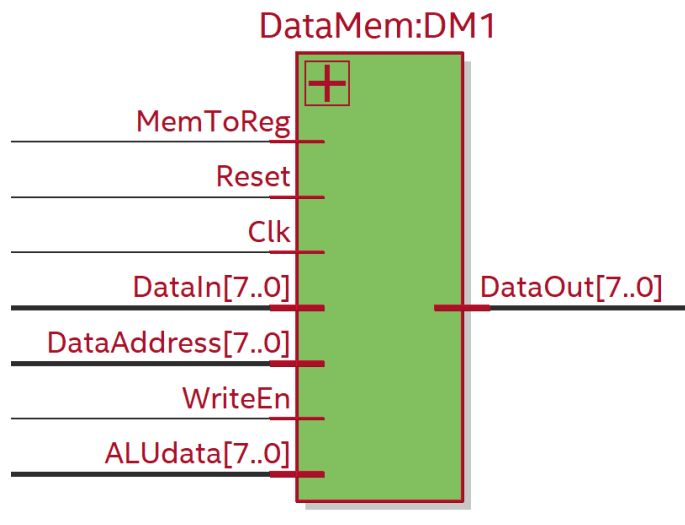 DataMem:DM1
MemToReg
Reset
Clk
DataIn[7..0]
DataOut[7..0]
DataAddress[7..0]
WriteEn
ALUdata[7..0]